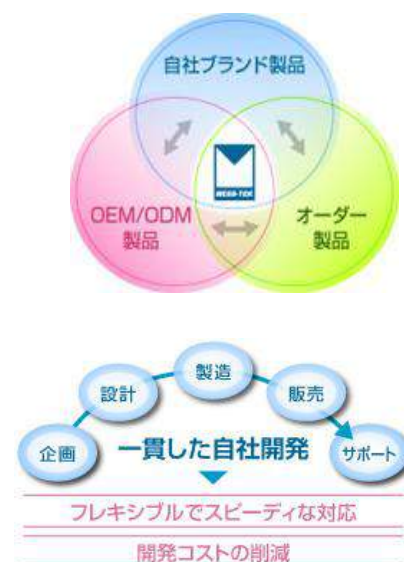 自社ブランド製品
OEM/ODM
製品
オーダー
製品
企画
設計
製造
販売
サポート
一貫した自社開発
フレキシブルでスピーディな対応
開発コストの削減